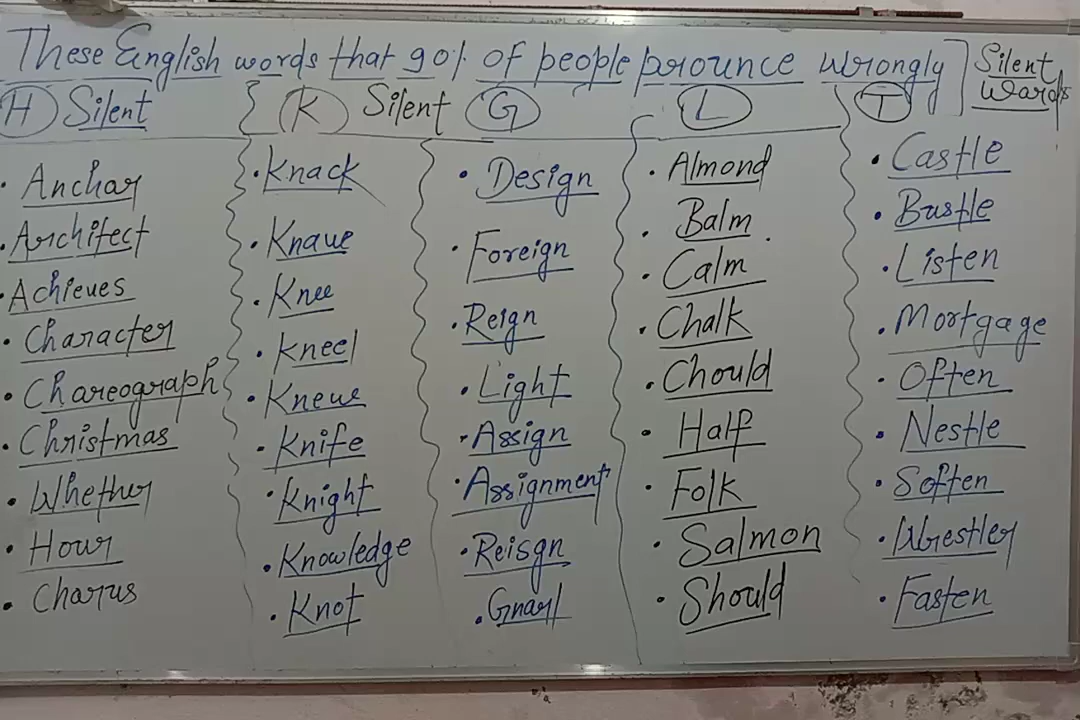 These English words that 90% of people prounce wrongly
Silent
Words
H Silent
K Silent
G
L
T
Anchar
Architect
Achieves
Character
Chareograph
Christmas
Whether
Hour
Charus
Knack
Knave
Knee
Kneel
Knew
Knife
Knight
Knowledge
Knot
Design
Foreign
Reign
Light
Assign
Assignment
Reisgn
Gnarl
Almond
Balm
Calm
Chalk
Chould
Half
Folk
Salmon
Should
Castle
Bustle
Listen
Mortgage
Often
Nestle
Soften
Wrestler
Fasten